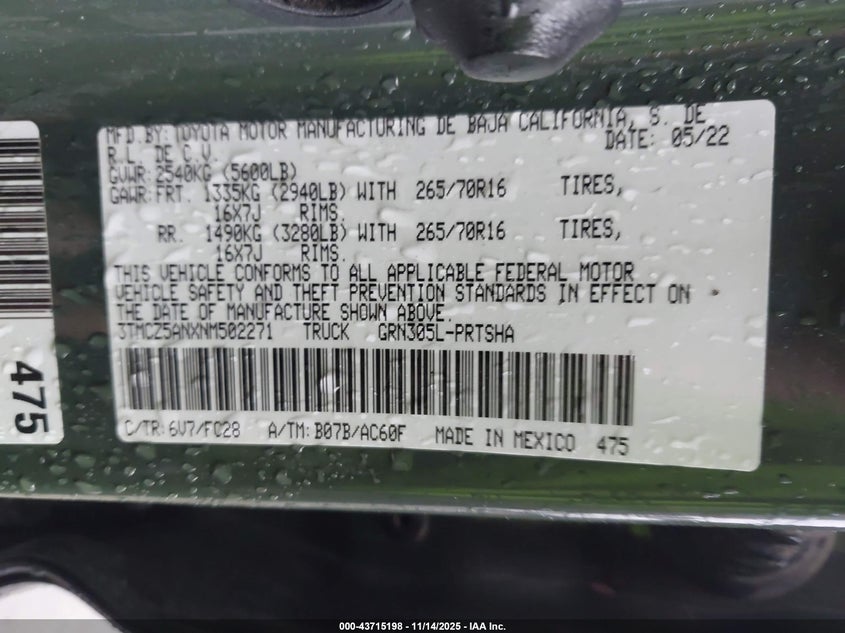 MFD.BY: TOYOTA MOTOR MANUFACTURING DE BAJA CALIFORNIA, S. DE
R.L. DE C.V. DATE: 05/22
GVWR: 2540KG (5600LB)
GAWR: FRT. 1335KG (2940LB) WITH 265/70R16 TIRES,
16X7J RIMS.
RR. 1490KG (3280LB) WITH 265/70R16 TIRES,
16X7J RIMS.
THIS VEHICLE CONFORMS TO ALL APPLICABLE FEDERAL MOTOR
VEHICLE SAFETY AND THEFT PREVENTION STANDARDS IN EFFECT ON
THE DATE OF MANUFACTURE SHOWN ABOVE.
3TMCZ5ANXNM502271 TRUCK GRN305L-PRTSHA
C/TR: 6V7/FC28 A/TM: B07B/AC60F MADE IN MEXICO 475
475
000-43715198 - 11/14/2025 - IAA Inc.